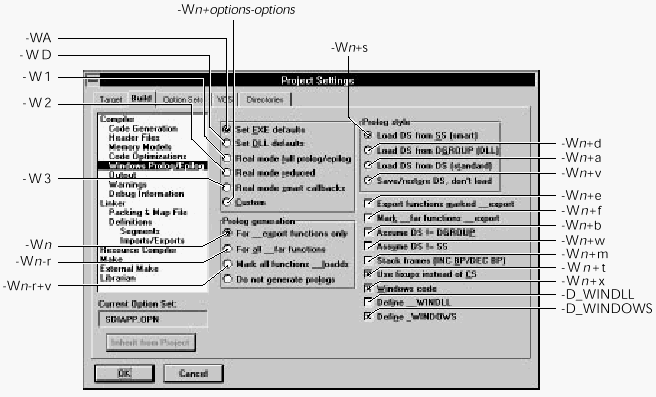 -Wn+options-options
-WA
-WD
-W1
-W2
-W3
-Wn
-Wn-r
-Wn-r+v
-Wn+s
Project Settings
Target Build Option Sets VCS Directories
Compiler
Code Generation
Header Files
Memory Models
Code Optimizations
Windows Prolog/Epilog
Output
Warnings
Debug Information
Linker
Packing & Map File
Definitions
Segments
Imports/Exports
Resource Compiler
Make
External Make
Librarian
Current Option Set:
SDIAPP.OPN
Inherit from Project
Set EXE defaults
Set DLL defaults
Real mode full prolog/epilog
Real mode reduced
Real mode smart callbacks
Custom
Prolog generation
For __export functions only
For all __far functions
Mark all functions __loadds
Do not generate prologs
Prolog style
Load DS from SS (smart)
Load DS from DGROUP (DLL)
Load DS from DS (standard)
Save/restore DS, don't load
Export functions marked __export
Mark __far functions __export
Assume DS != DGROUP
Assume DS != SS
Stack frames (INC BP/DEC BP)
Use fixups instead of CS
Windows code
Define __WINDLL
Define _WINDOWS
-Wn+d
-Wn+a
-Wn+v
-Wn+e
-Wn+f
-Wn+b
-Wn+w
-Wn+m
-Wn+t
-Wn+x
-D_WINDLL
-D_WINDOWS
OK Cancel